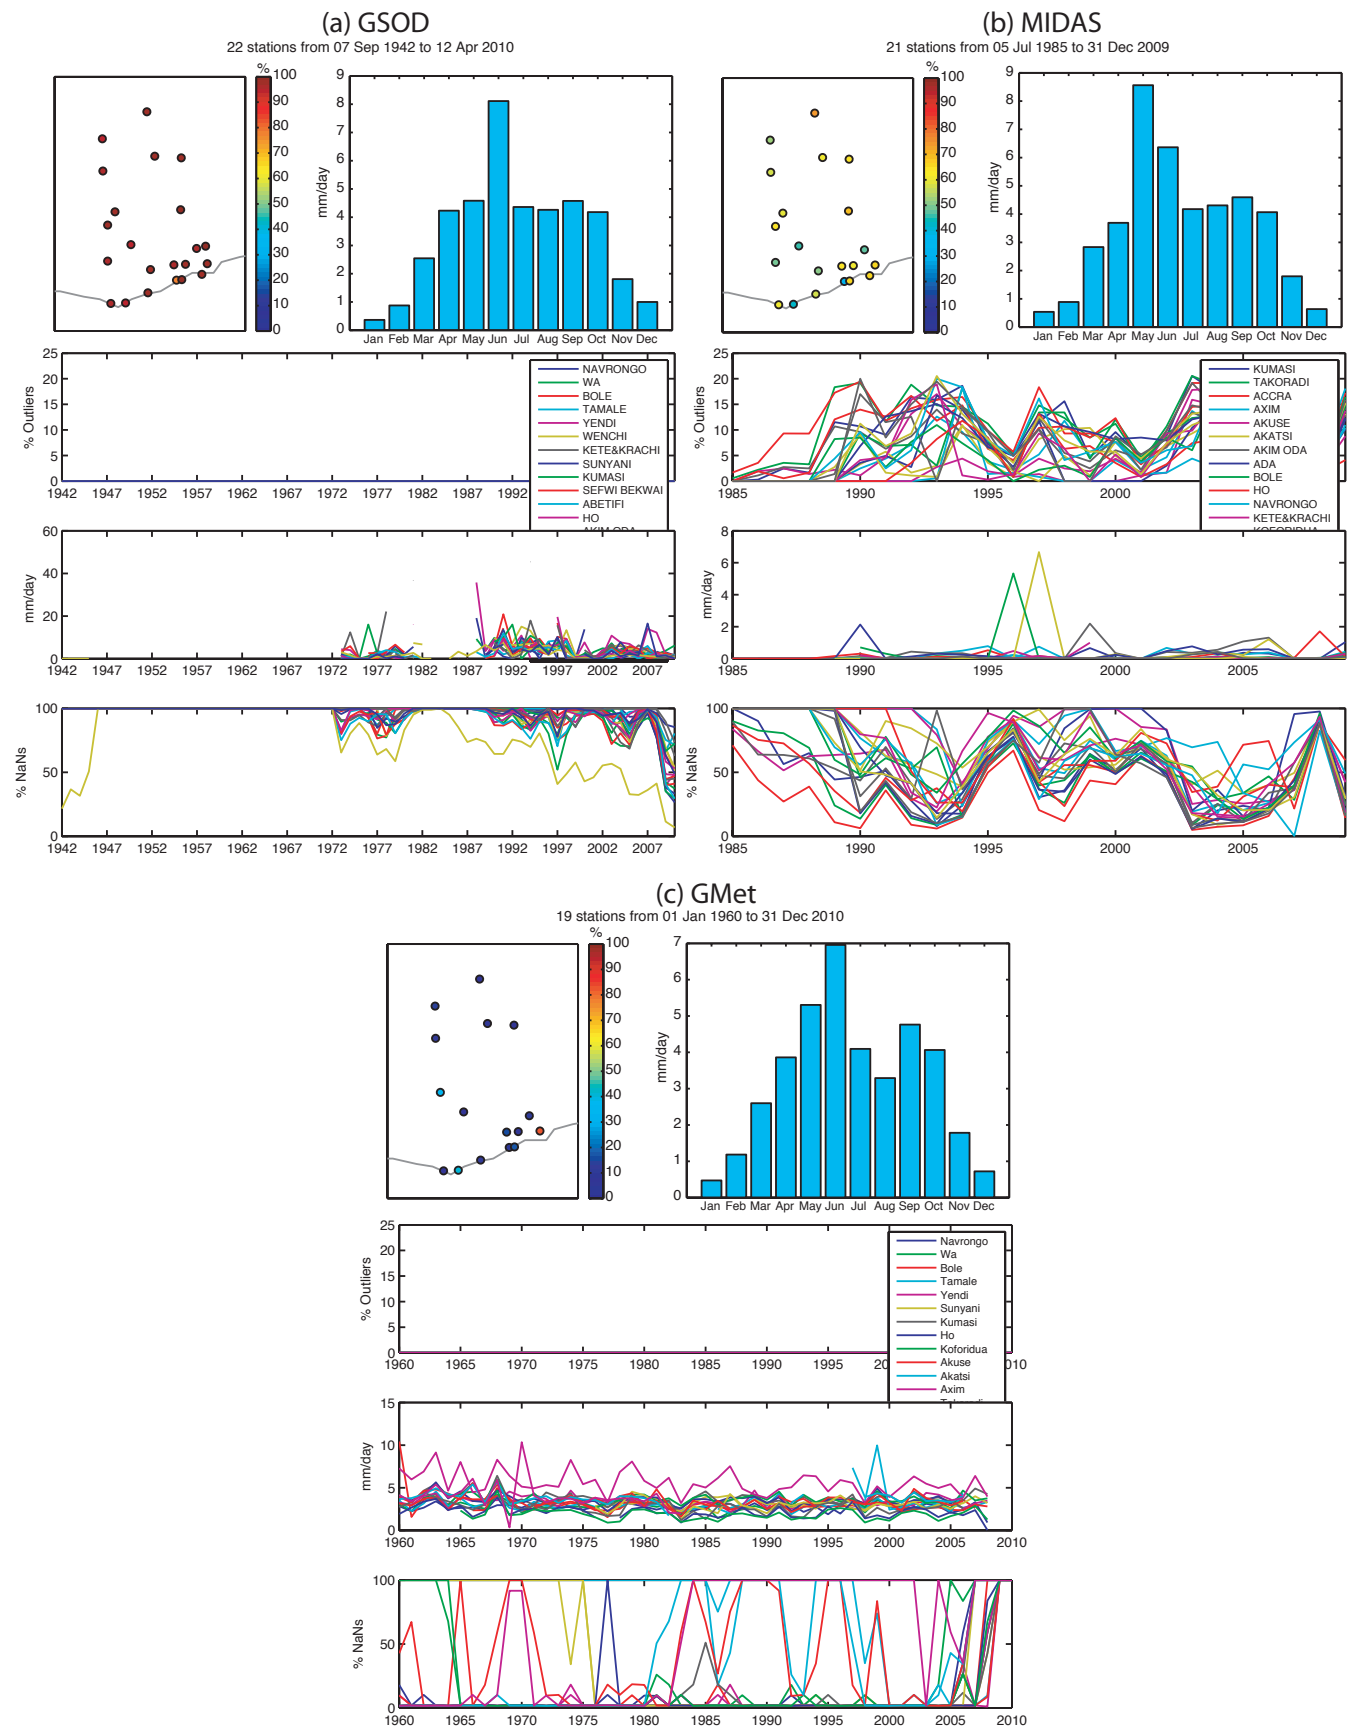 (a) GSOD
22 stations from 07 Sep 1942 to 12 Apr 2010
%
100
90
80
70
60
50
40
30
20
10
0
9
8
7
6
5
4
3
2
1
0
mm/day
Jan Feb Mar Apr May Jun Jul Aug Sep Oct Nov Dec
25
20
15
10
5
0
% Outliers
1942 1947 1952 1957 1962 1967 1972 1977 1982 1987 1992
NAVRONGO
WA
BOLE
TAMALE
YENDI
WENCHI
KETE&KRACHI
SUNYANI
KUMASI
SEFWI BEKWAI
ABETIFI
HO
AKIM ODA
60
40
20
0
mm/day
1942 1947 1952 1957 1962 1967 1972 1977 1982 1987 1992 1997 2002 2007
100
50
0
% NaNs
1942 1947 1952 1957 1962 1967 1972 1977 1982 1987 1992 1997 2002 2007
(b) MIDAS
21 stations from 05 Jul 1985 to 31 Dec 2009
%
100
90
80
70
60
50
40
30
20
10
0
9
8
7
6
5
4
3
2
1
0
mm/day
Jan Feb Mar Apr May Jun Jul Aug Sep Oct Nov Dec
25
20
15
10
5
0
% Outliers
1985 1990 1995 2000
KUMASI
TAKORADI
ACCRA
AXIM
AKUSE
AKATSI
AKIM ODA
ADA
BOLE
HO
NAVRONGO
KETE&KRACHI
KOFORIDUA
8
6
4
2
0
mm/day
1985 1990 1995 2000 2005
100
50
0
% NaNs
1985 1990 1995 2000 2005
(c) GMet
19 stations from 01 Jan 1960 to 31 Dec 2010
%
100
90
80
70
60
50
40
30
20
10
0
7
6
5
4
3
2
1
0
mm/day
Jan Feb Mar Apr May Jun Jul Aug Sep Oct Nov Dec
25
20
15
10
5
0
% Outliers
1960 1965 1970 1975 1980 1985 1990 1995 20 010
Navrongo
Wa
Bole
Tamale
Yendi
Sunyani
Kumasi
Ho
Koforidua
Akuse
Akatsi
Axim
15
10
5
0
mm/day
1960 1965 1970 1975 1980 1985 1990 1995 2000 2005 2010
100
50
0
% NaNs
1960 1965 1970 1975 1980 1985 1990 1995 2000 2005 2010